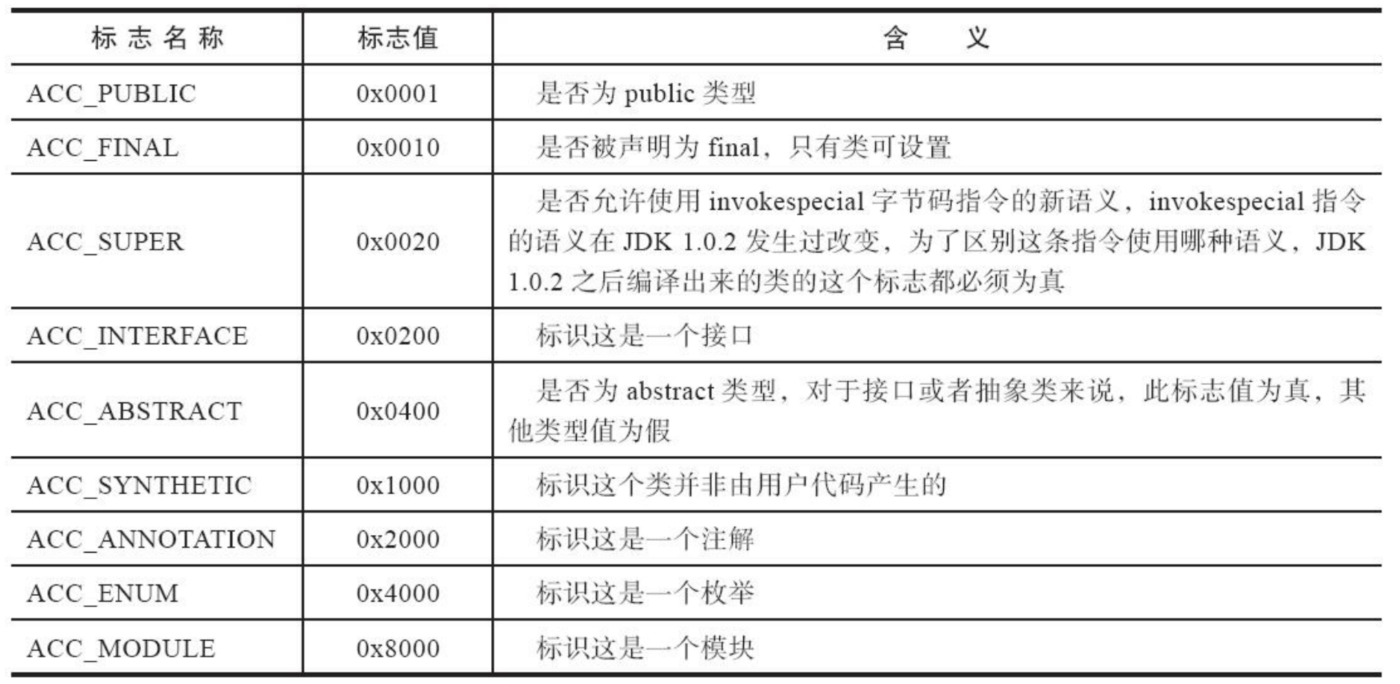 标志名称 标志值 含 义
ACC_PUBLIC 0x0001 是否为 public 类型
ACC_FINAL 0x0010 是否被声明为 final，只有类可设置
ACC_SUPER 0x0020 是否允许使用 invokespecial 字节码指令的新语义，invokespecial 指令
的语义在 JDK 1.0.2 发生过改变，为了区别这条指令使用哪种语义，JDK
1.0.2 之后编译出来的类的这个标志都必须为真
ACC_INTERFACE 0x0200 标识这是一个接口
ACC_ABSTRACT 0x0400 是否为 abstract 类型，对于接口或者抽象类来说，此标志值为真，其
他类型值为假
ACC_SYNTHETIC 0x1000 标识这个类并非由用户代码产生的
ACC_ANNOTATION 0x2000 标识这是一个注解
ACC_ENUM 0x4000 标识这是一个枚举
ACC_MODULE 0x8000 标识这是一个模块